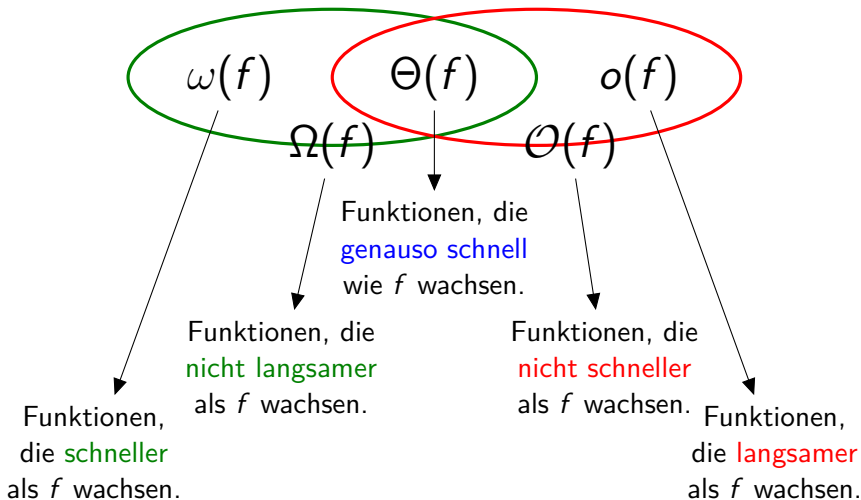 ω(f)
Θ(f)
o(f)
Ω(f)
𝒪(f)
Funktionen, die
genauso schnell
wie f wachsen.
Funktionen, die
nicht langsamer
als f wachsen.
Funktionen, die
nicht schneller
als f wachsen.
Funktionen,
die schneller
als f wachsen.
Funktionen,
die langsamer
als f wachsen.